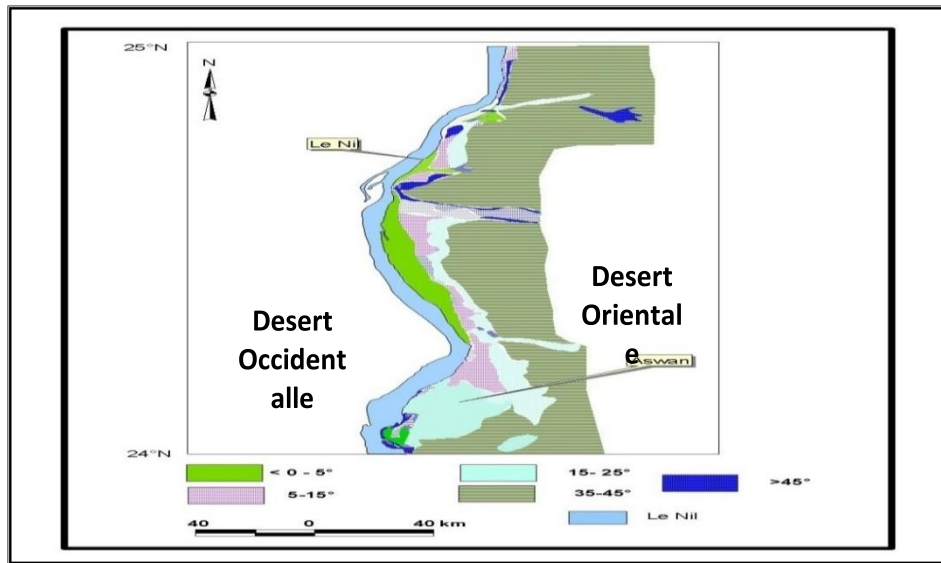 25°N
N
Le Nil
Desert
Oriental
e
Desert
Occident
alle
Aswan
24°N
< 0 - 5°
15- 25°
>45°
5-15°
35-45°
Le Nil
40 0 40 km